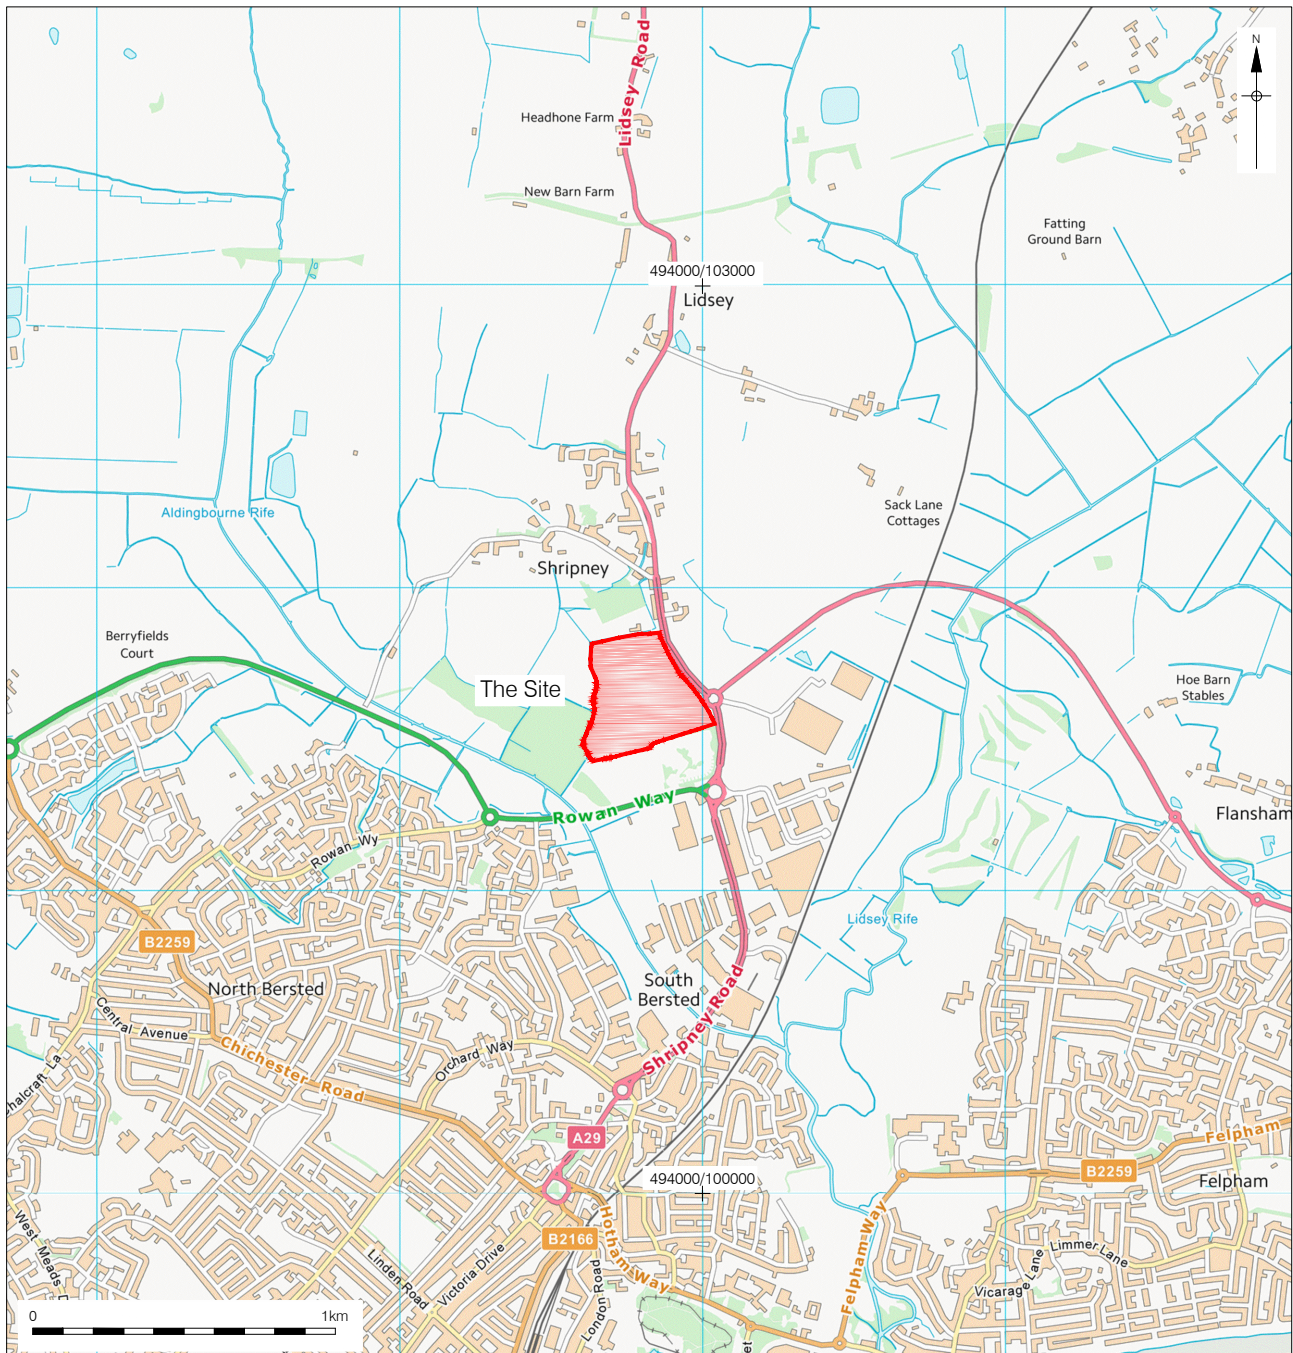 Lidsey Road
N
Headhone Farm
New Barn Farm
Fatting
Ground Barn
494000/103000
Lidsey
Sack Lane
Cottages
Aldingbourne Rife
Shripney
Berryfields
Court
The Site
Hoe Barn
Stables
Rowan Way
Flansham
Rowan Wy
Lidsey Rife
B2259
North Bersted
South
Bersted
Shripney Road
Central Avenue
Chichester Road
Orchard Way
Chalcraft La
A29
Felpham
B2259
494000/100000
Felpham
West Meads
B2166
Hotham Way
Linden Road
Victoria Drive
London Road
Felpham Way
Limmer Lane
Vicarage Lane
0 1km